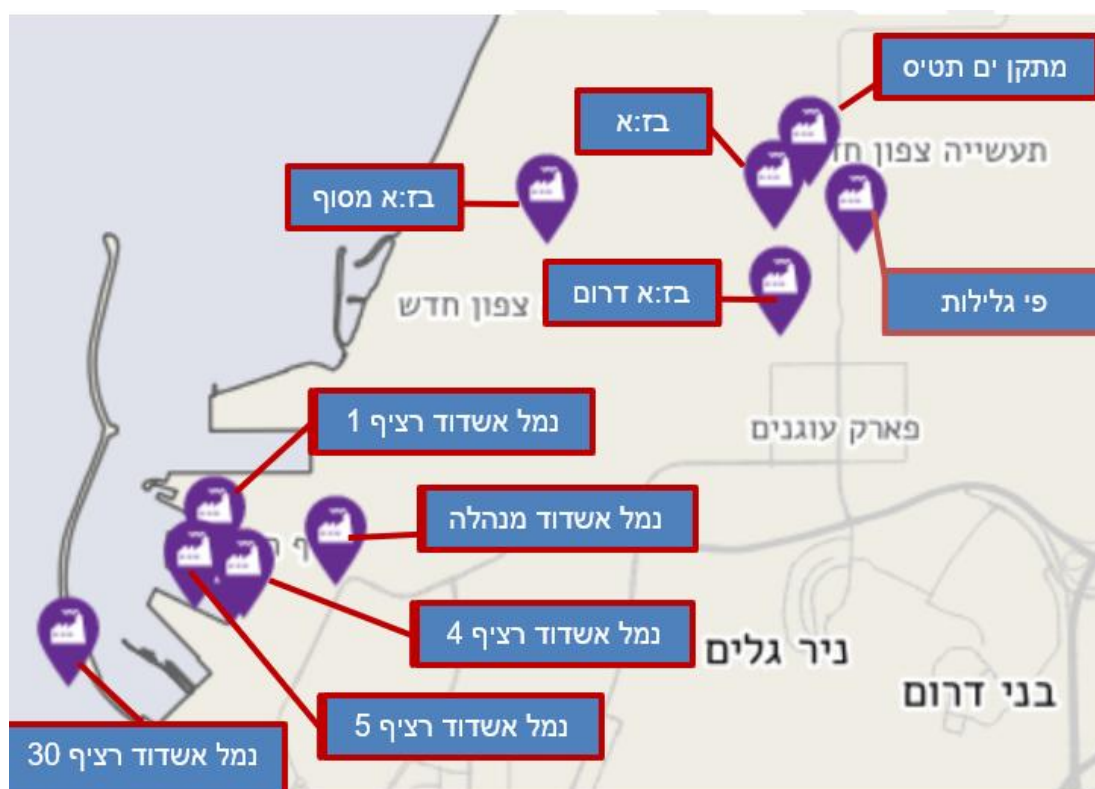 מתקן ים תטיס
בז:א
תעשייה צפון חד
בז:א מסוף
בז:א דרום
פי גלילות
צפון חדש
נמל אשדוד רציף 1
פארק עוגנים
נמל אשדוד מנהלה
נמל אשדוד רציף 4
ניר גלים
בני דרום
נמל אשדוד רציף 5
נמל אשדוד רציף 30